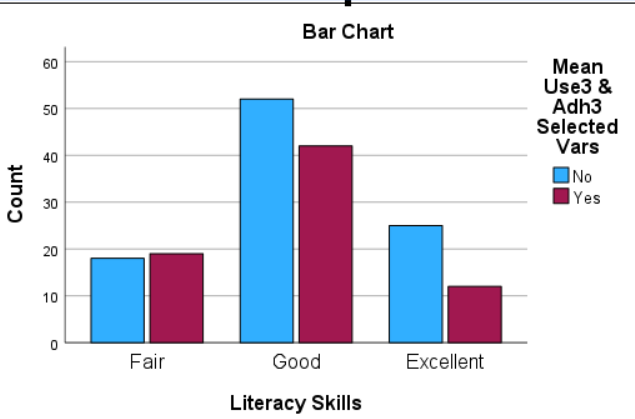 Bar Chart
60
50
40
30
20
10
0
Count
Fair
Good
Excellent
Literacy Skills
Mean
Use3 &
Adh3
Selected
Vars
No
Yes